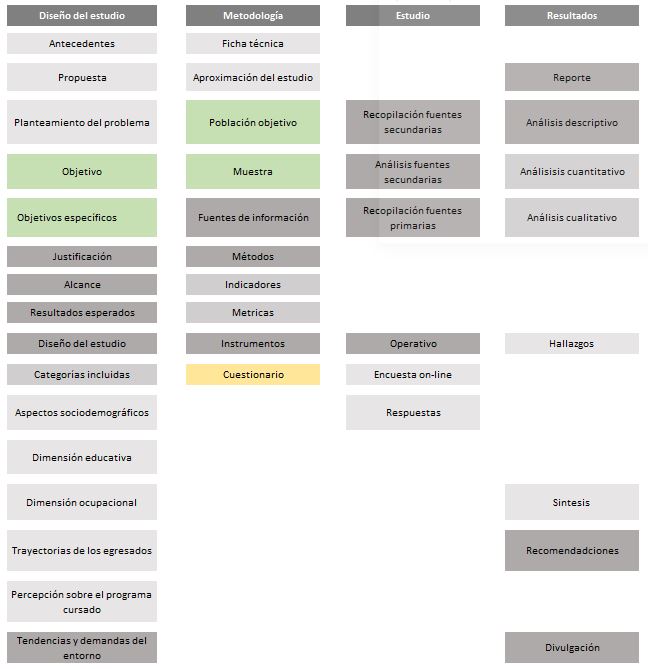 Diseño del estudio
Antecedentes
Propuesta
Planteamiento del problema
Objetivo
Objetivos especificos
Justificación
Alcance
Resultados esperados
Diseño del estudio
Categorías incluidas
Aspectos sociodemográficos
Dimensión educativa
Dimensión ocupacional
Trayectorias de los egresados
Percepción sobre el programa
cursado
Tendencias y demandas del
entorno
Metodología
Ficha técnica
Aproximación del estudio
Población objetivo
Muestra
Fuentes de información
Métodos
Indicadores
Metricas
Instrumentos
Cuestionario
Estudio
Recopilación fuentes
secundarias
Análisis fuentes
secundarias
Recopilación fuentes
primarias
Operativo
Encuesta on-line
Respuestas
Resultados
Reporte
Análisis descriptivo
Análisisis cuantitativo
Análisis cualitativo
Hallazgos
Sintesis
Recomendadciones
Divulgación